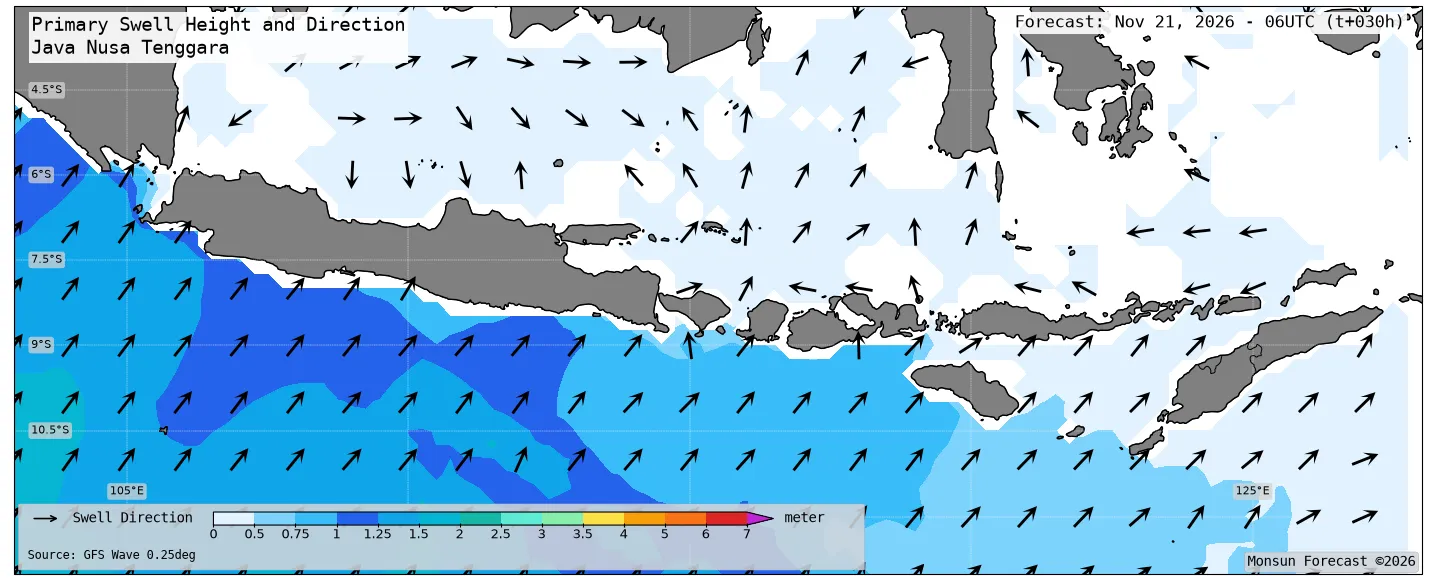 Primary Swell Height and Direction
Java Nusa Tenggara
Forecast: Nov 21, 2026 - 06UTC (t+030h)
4.5°S
6°S
7.5°S
9°S
10.5°S
105°E
125°E
Swell Direction
0 0.5 0.75 1 1.25 1.5 2 2.5 3 3.5 4 5 6 7
meter
Source: GFS Wave 0.25deg
Monsun Forecast ©2026